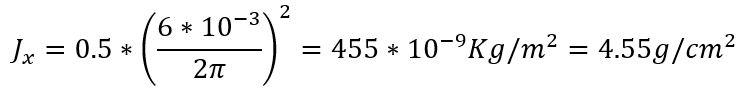 J_x = 0.5 * (6 * 10^{-3} / 2π)^2 = 455 * 10^{-9} Kg/m^2 = 4.55g/cm^2